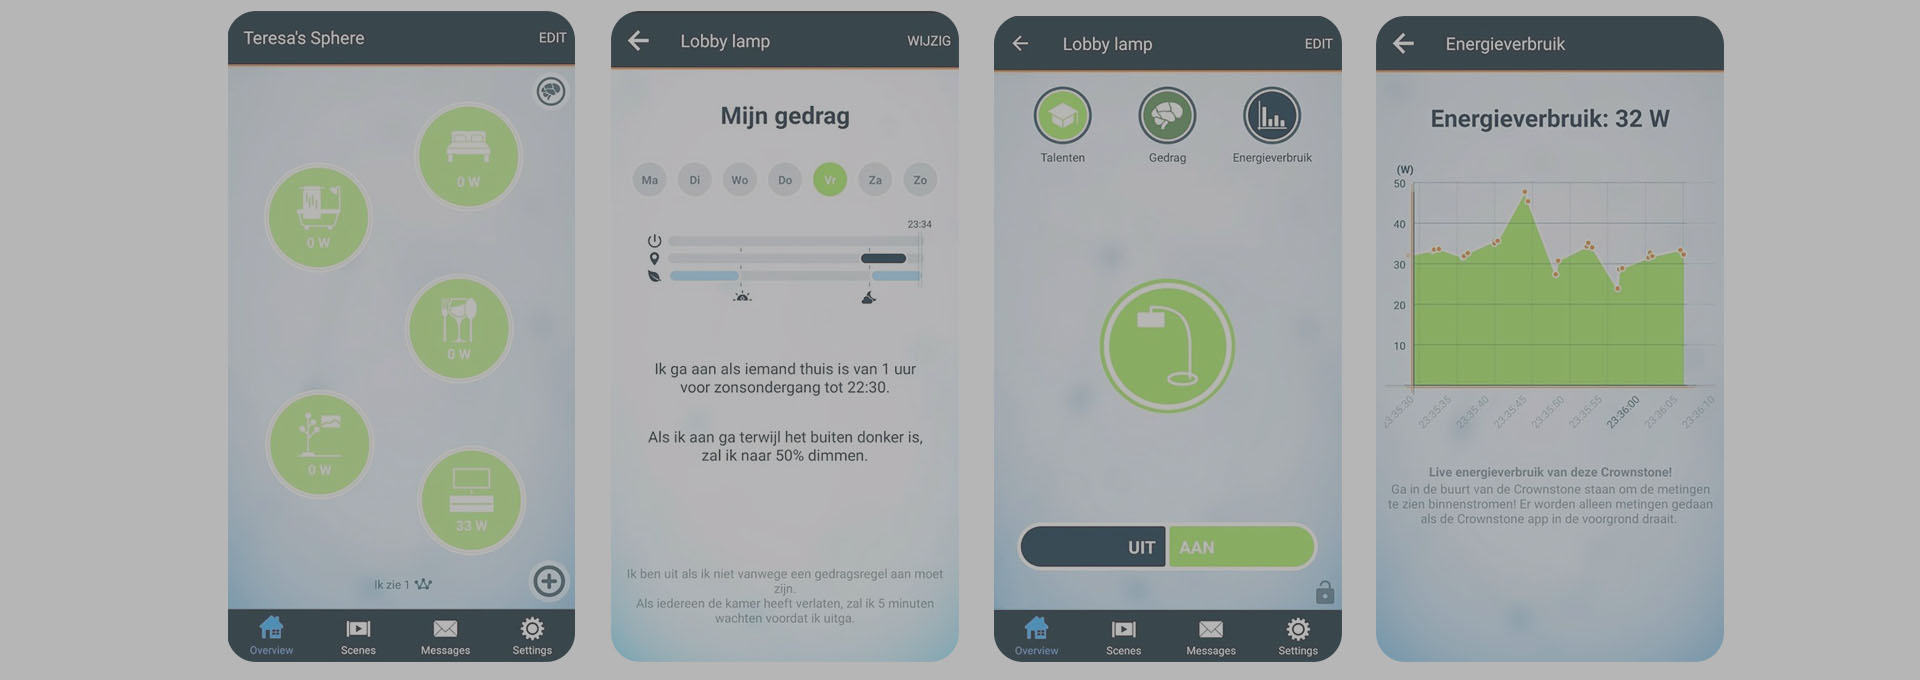 Teresa's Sphere
EDIT
0 W
0 W
0 W
0 W
33 W
Ik zie 1
Overview
Scenes
Messages
Settings
Lobby lamp
WIJZIG
Mijn gedrag
Ma
Di
Wo
Do
Vr
Za
Zo
23:34
Ik ga aan als iemand thuis is van 1 uur
voor zonsondergang tot 22:30.
Als ik aan ga terwijl het buiten donker is,
zal ik naar 50% dimmen.
Ik ben uit als ik niet vanwege een gedragsregel aan moet
zijn.
Als iedereen de kamer heeft verlaten, zal ik 5 minuten
wachten voordat ik uitga.
Lobby lamp
EDIT
Talenten
Gedrag
Energieverbruik
UIT
AAN
Overview
Scenes
Messages
Settings
Energieverbruik
Energieverbruik: 32 W
(W)
50
40
30
20
10
23:35:30
23:35:35
23:35:40
23:35:45
23:35:50
23:35:55
23:36:00
23:36:05
23:36:10
Live energieverbruik van deze Crownstone!
Ga in de buurt van de Crownstone staan om de metingen
te zien binnenstromen! Er worden alleen metingen gedaan
als de Crownstone app in de voorgrond draait.